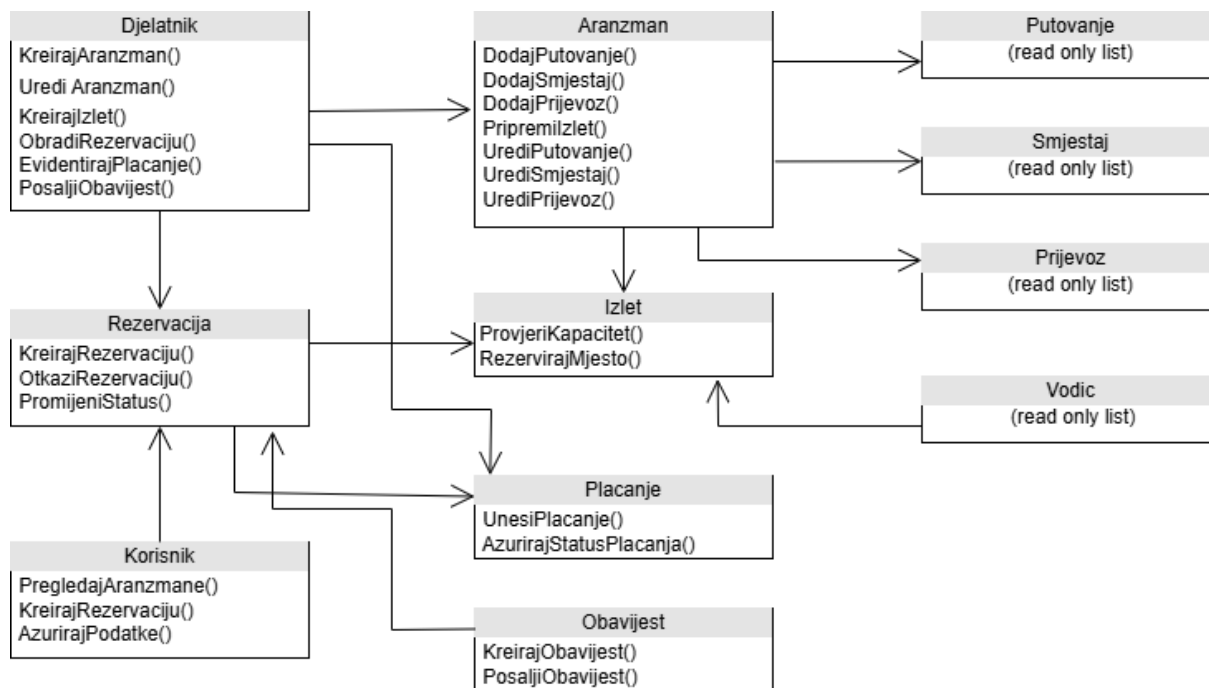 Djelatnik
KreirajAranzman()
Uredi Aranzman()
KreirajIzlet()
ObradiRezervaciju()
EvidentirajPlacanje()
PosaljiObavijest()
Aranzman
DodajPutovanje()
DodajSmjestaj()
DodajPrijevoz()
PripremiIzlet()
UrediPutovanje()
UrediSmjestaj()
UrediPrijevoz()
Putovanje
(read only list)
Smjestaj
(read only list)
Prijevoz
(read only list)
Rezervacija
KreirajRezervaciju()
OtkaziRezervaciju()
PromijeniStatus()
Izlet
ProvjeriKapacitet()
RezervirajMjesto()
Vodic
(read only list)
Placanje
UnesiPlacanje()
AzurirajStatusPlacanja()
Korisnik
PregledajAranzmane()
KreirajRezervaciju()
AzurirajPodatke()
Obavijest
KreirajObavijest()
PosaljiObavijest()